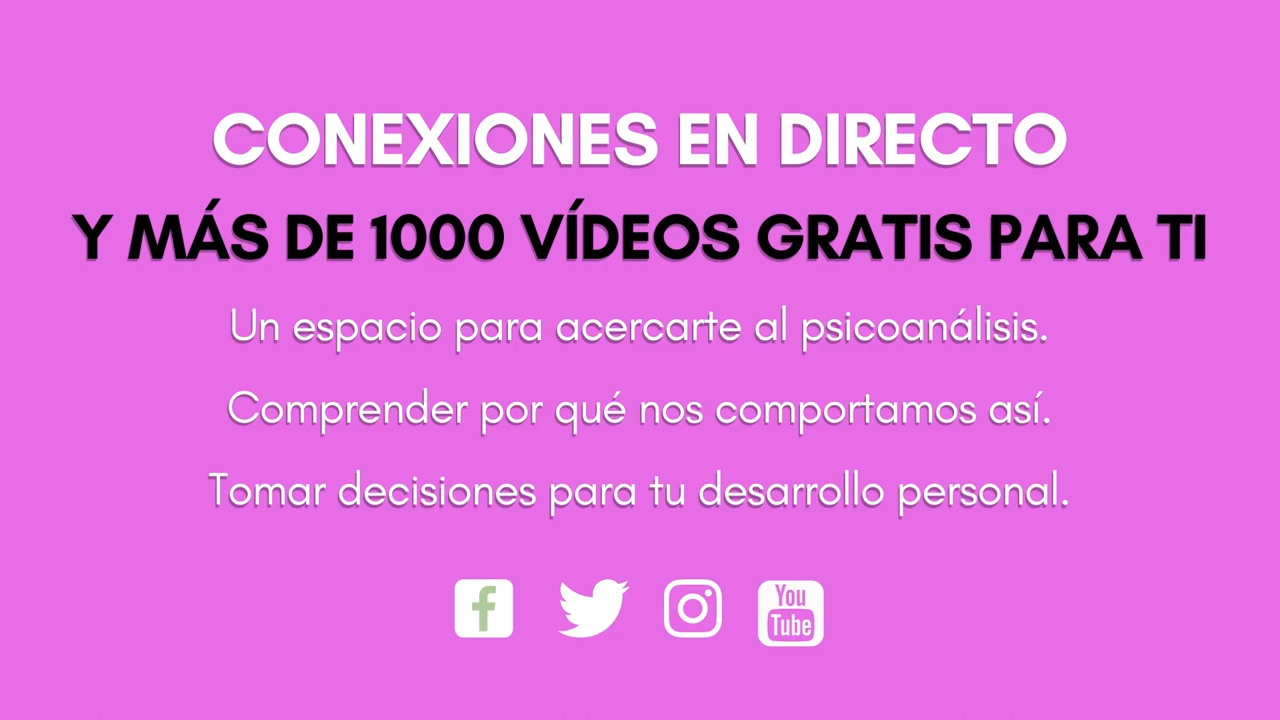 CONEXIONES EN DIRECTO
Y MÁS DE 1000 VÍDEOS GRATIS PARA TI
Un espacio para acercarte al psicoanálisis.
Comprender por qué nos comportamos así.
Tomar decisiones para tu desarrollo personal.
f
You
Tube